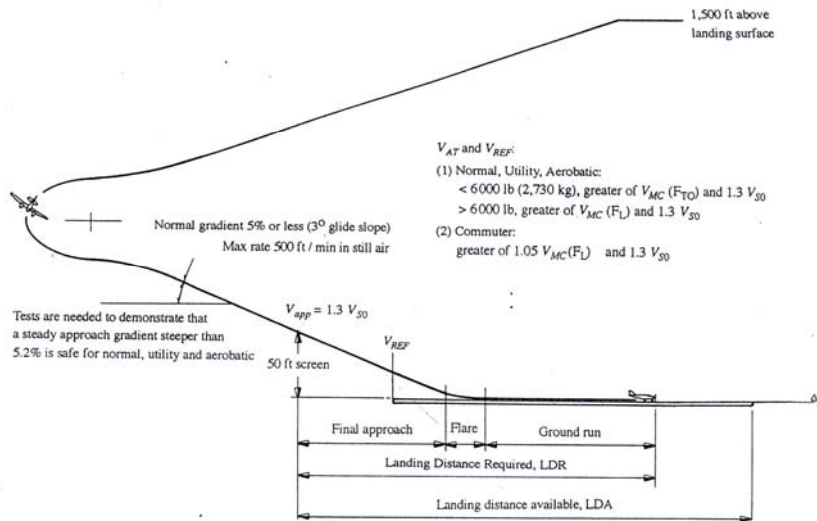 1,500 ft above
landing surface
V_AT and V_REF:
(1) Normal, Utility, Aerobatic:
< 6000 lb (2,730 kg), greater of V_MC (F_TO) and 1.3 V_S0
> 6000 lb, greater of V_MC (F_L) and 1.3 V_S0
(2) Commuter:
greater of 1.05 V_MC(F_L) and 1.3 V_S0
Normal gradient 5% or less (3° glide slope)
Max rate 500 ft / min in still air
Tests are needed to demonstrate that
a steady approach gradient steeper than
5.2% is safe for normal, utility and aerobatic
V_app = 1.3 V_S0
50 ft screen
V_REF
Final approach
Flare
Ground run
Landing Distance Required, LDR
Landing distance available, LDA